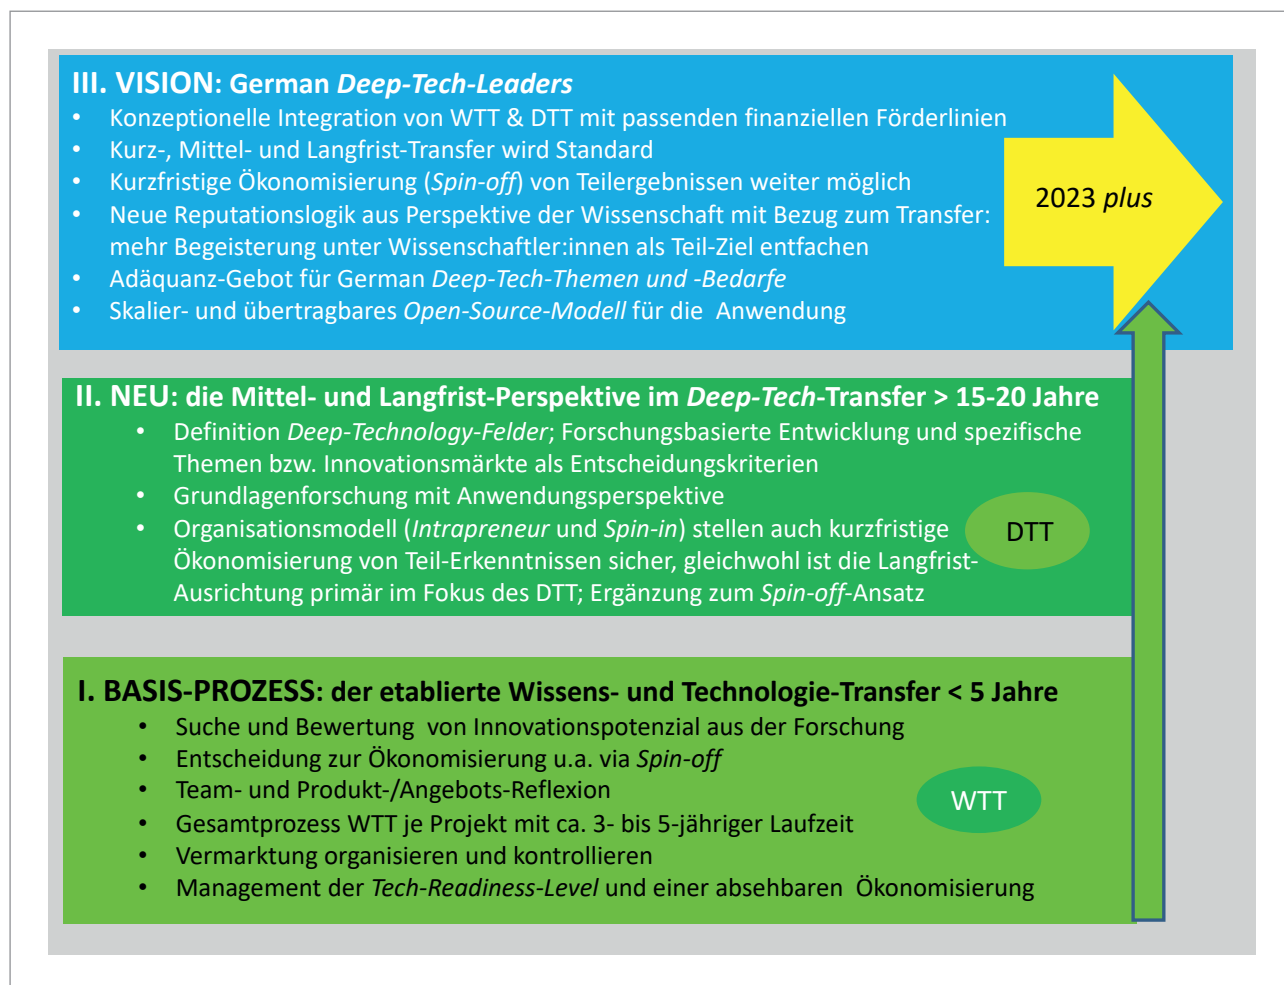 III. VISION: German Deep-Tech-Leaders
• Konzeptionelle Integration von WTT & DTT mit passenden finanziellen Förderlinien
• Kurz-, Mittel- und Langfrist-Transfer wird Standard
• Kurzfristige Ökonomisierung (Spin-off) von Teilergebnissen weiter möglich
• Neue Reputationslogik aus Perspektive der Wissenschaft mit Bezug zum Transfer:
mehr Begeisterung unter Wissenschaftler:innen als Teil-Ziel entfachen
• Adäquanz-Gebot für German Deep-Tech-Themen und -Bedarfe
• Skalier- und übertragbares Open-Source-Modell für die Anwendung
2023 plus
II. NEU: die Mittel- und Langfrist-Perspektive im Deep-Tech-Transfer > 15-20 Jahre
• Definition Deep-Technology-Felder; Forschungsbasierte Entwicklung und spezifische
Themen bzw. Innovationsmärkte als Entscheidungskriterien
• Grundlagenforschung mit Anwendungsperspektive
• Organisationsmodell (Intrapreneur und Spin-in) stellen auch kurzfristige
Ökonomisierung von Teil-Erkenntnissen sicher, gleichwohl ist die Langfrist-
Ausrichtung primär im Fokus des DTT; Ergänzung zum Spin-off-Ansatz
DTT
I. BASIS-PROZESS: der etablierte Wissens- und Technologie-Transfer < 5 Jahre
• Suche und Bewertung von Innovationspotenzial aus der Forschung
• Entscheidung zur Ökonomisierung u.a. via Spin-off
• Team- und Produkt-/Angebots-Reflexion
• Gesamtprozess WTT je Projekt mit ca. 3- bis 5-jähriger Laufzeit
• Vermarktung organisieren und kontrollieren
• Management der Tech-Readiness-Level und einer absehbaren Ökonomisierung
WTT